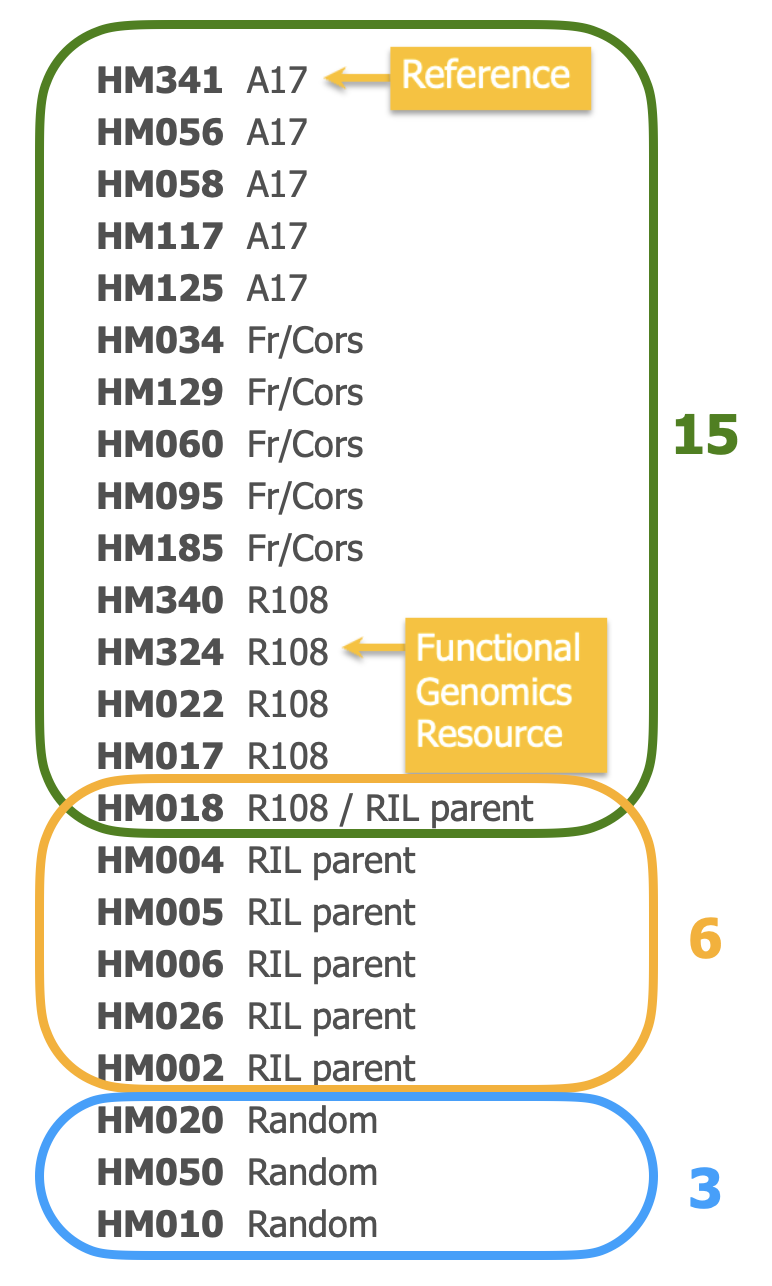 HM341 A17 Reference
HM056 A17
HM058 A17
HM117 A17
HM125 A17
HM034 Fr/Cors
HM129 Fr/Cors
HM060 Fr/Cors
15
HM095 Fr/Cors
HM185 Fr/Cors
HM340 R108
HM324 R108
Functional
Genomics
Resource
HM022 R108
HM017 R108
HM018 R108 / RIL parent
HM004 RIL parent
HM005 RIL parent
6
HM006 RIL parent
HM026 RIL parent
HM002 RIL parent
HM020 Random
HM050 Random
3
HM010 Random